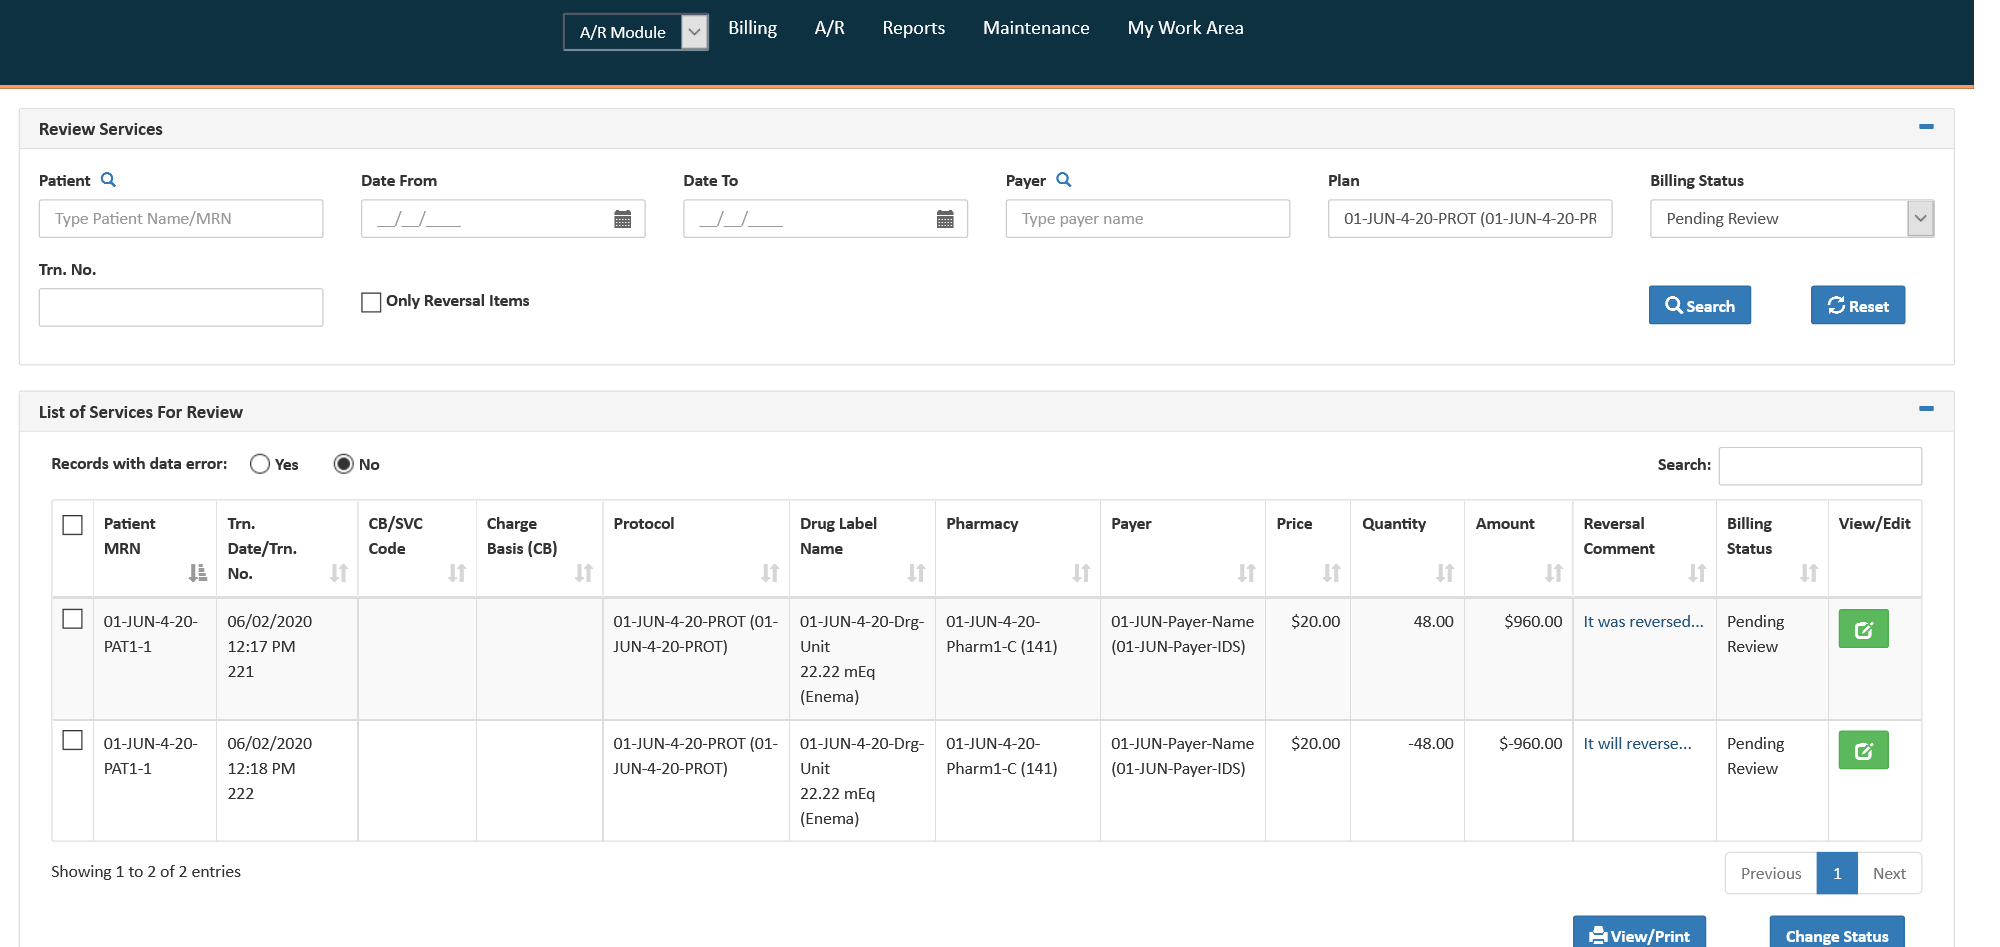 A/R Module Billing A/R Reports Maintenance My Work Area
Review Services
Patient Date From Date To Payer Plan Billing Status
Type Patient Name/MRN __/__/____ __/__/____ Type payer name 01-JUN-4-20-PROT (01-JUN-4-20-PR Pending Review
Trn. No.
Only Reversal Items Search Reset
List of Services For Review
Records with data error: Yes No Search:
Patient MRN Trn. Date/Trn. No. CB/SVC Code Charge Basis (CB) Protocol Drug Label Name Pharmacy Payer Price Quantity Amount Reversal Comment Billing Status View/Edit
01-JUN-4-20- 06/02/2020 01-JUN-4-20-PROT (01- 01-JUN-4-20-Drg- 01-JUN-4-20- 01-JUN-Payer-Name $20.00 48.00 $960.00 It was reversed... Pending
PAT1-1 12:17 PM JUN-4-20-PROT) Unit Pharm1-C (141) (01-JUN-Payer-IDS) Review
221 22.22 mEq
(Enema)
01-JUN-4-20- 06/02/2020 01-JUN-4-20-PROT (01- 01-JUN-4-20-Drg- 01-JUN-4-20- 01-JUN-Payer-Name $20.00 -48.00 $-960.00 It will reverse... Pending
PAT1-1 12:18 PM JUN-4-20-PROT) Unit Pharm1-C (141) (01-JUN-Payer-IDS) Review
222 22.22 mEq
(Enema)
Showing 1 to 2 of 2 entries Previous 1 Next
View/Print Change Status